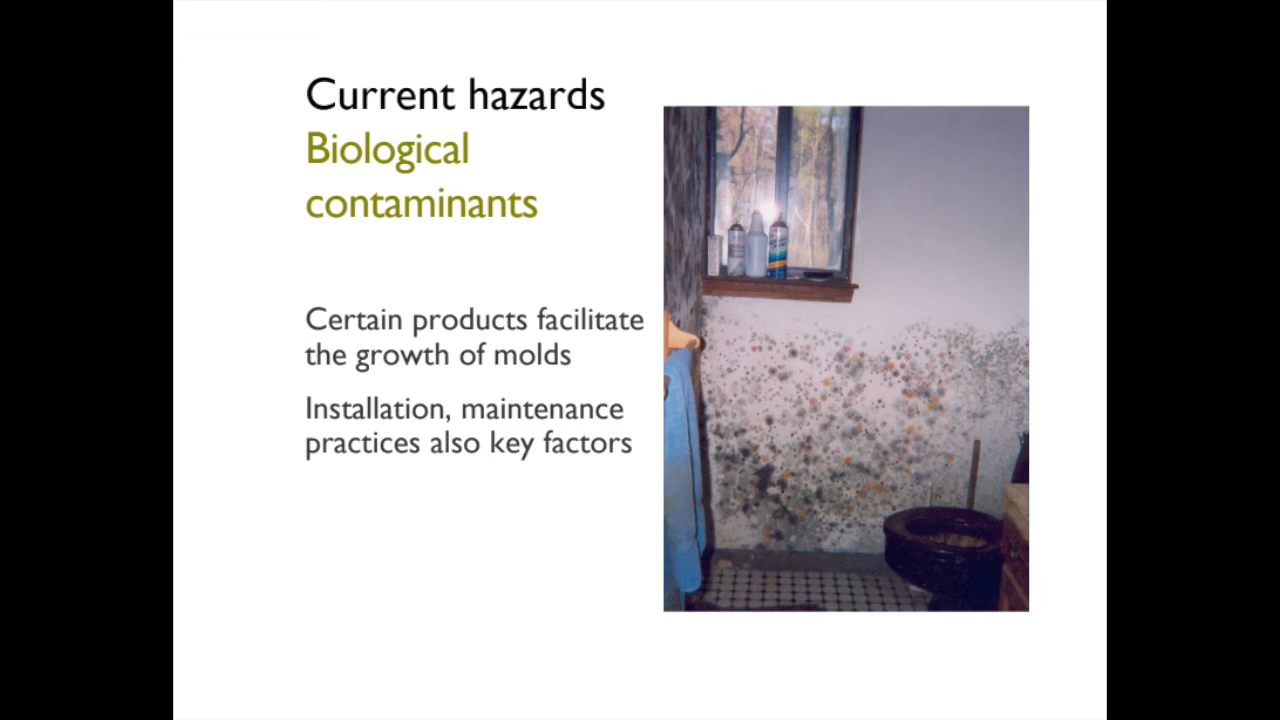 Current hazards
Biological
contaminants
Certain products facilitate
the growth of molds
Installation, maintenance
practices also key factors